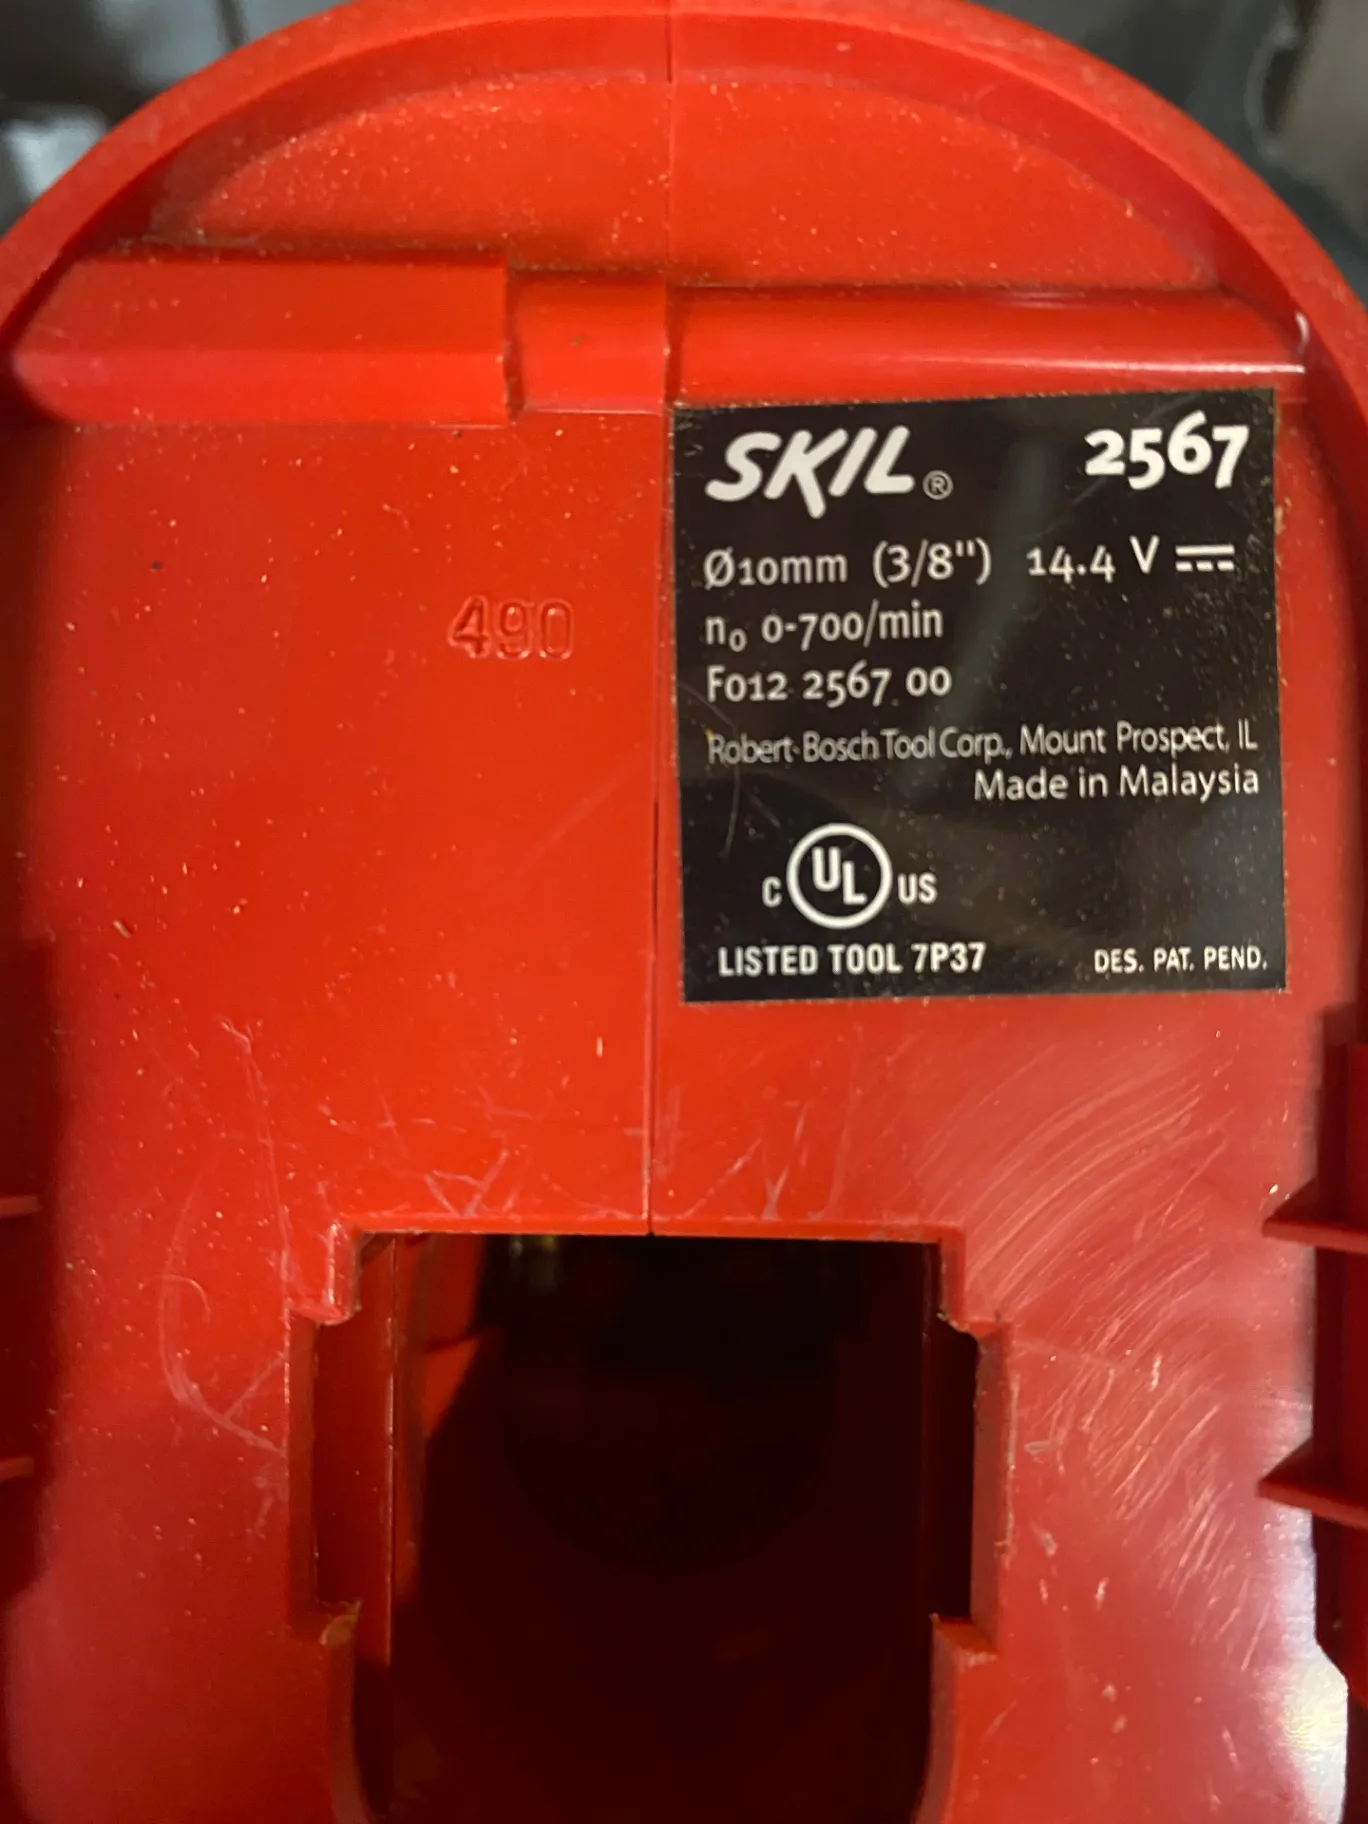 SKIL® 2567
Ø10mm (3/8") 14.4 V ⎓
n₀ 0-700/min
F012 2567 00
Robert Bosch Tool Corp., Mount Prospect, IL
Made in Malaysia
C UL US
LISTED TOOL 7P37 DES. PAT. PEND.
490